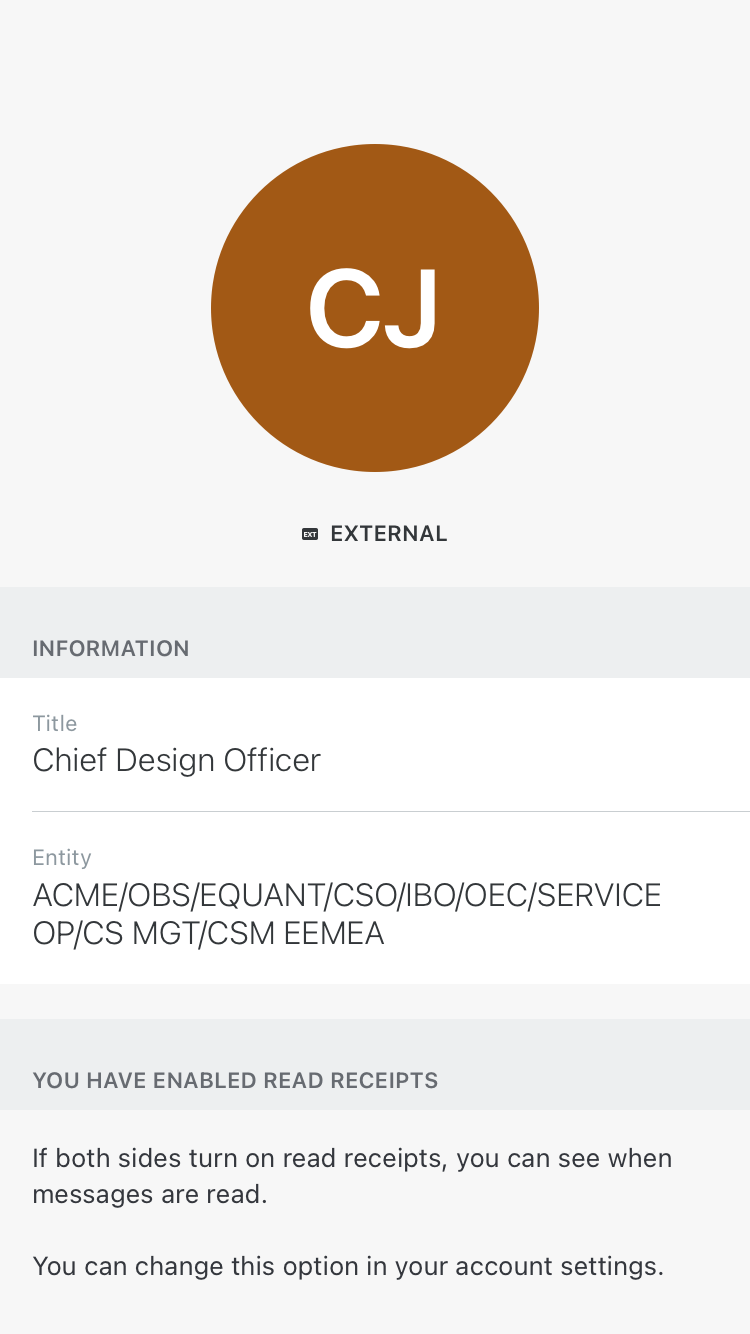 CJ
EXT EXTERNAL
INFORMATION
Title
Chief Design Officer
Entity
ACME/OBS/EQUANT/CSO/IBO/OEC/SERVICE
OP/CS MGT/CSM EEMEA
YOU HAVE ENABLED READ RECEIPTS
If both sides turn on read receipts, you can see when
messages are read.
You can change this option in your account settings.